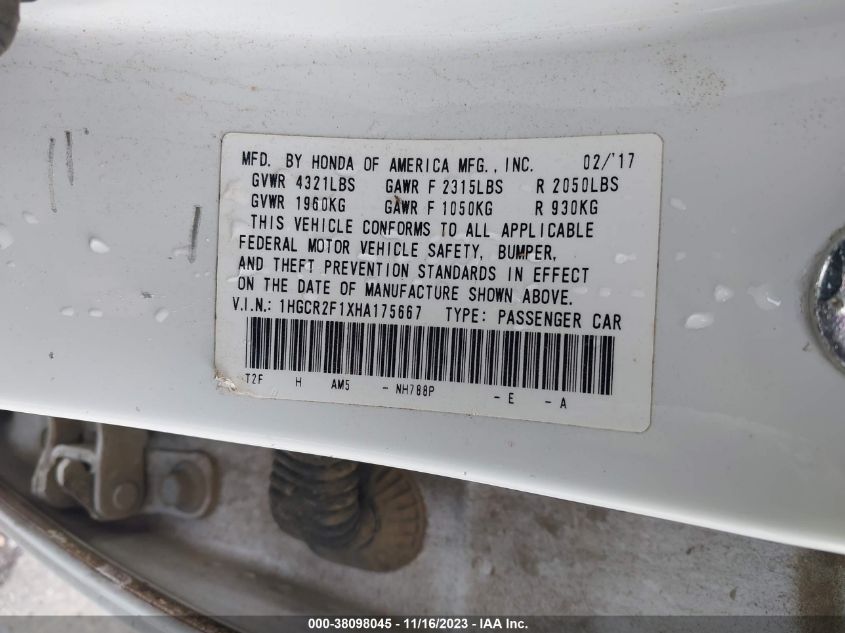 MFD. BY HONDA OF AMERICA MFG., INC. 02/'17
GVWR 4321LBS GAWR F 2315LBS R 2050LBS
GVWR 1960KG GAWR F 1050KG R 930KG
THIS VEHICLE CONFORMS TO ALL APPLICABLE
FEDERAL MOTOR VEHICLE SAFETY, BUMPER,
AND THEFT PREVENTION STANDARDS IN EFFECT
ON THE DATE OF MANUFACTURE SHOWN ABOVE.
V.I.N.: 1HGCR2F1XHA175667 TYPE: PASSENGER CAR
T2F H AM5 - NH788P - E - A
000-38098045 - 11/16/2023 - IAA Inc.